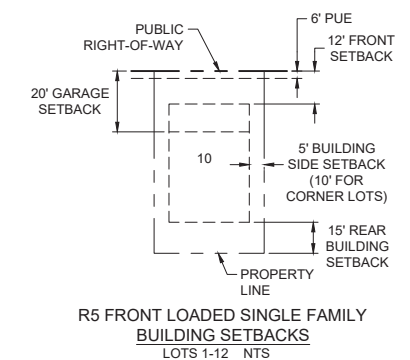 PUBLIC
RIGHT-OF-WAY
6' PUE
12' FRONT
SETBACK
20' GARAGE
SETBACK
10
5' BUILDING
SIDE SETBACK
(10' FOR
CORNER LOTS)
15' REAR
BUILDING
SETBACK
PROPERTY
LINE
R5 FRONT LOADED SINGLE FAMILY
BUILDING SETBACKS
LOTS 1-12 NTS